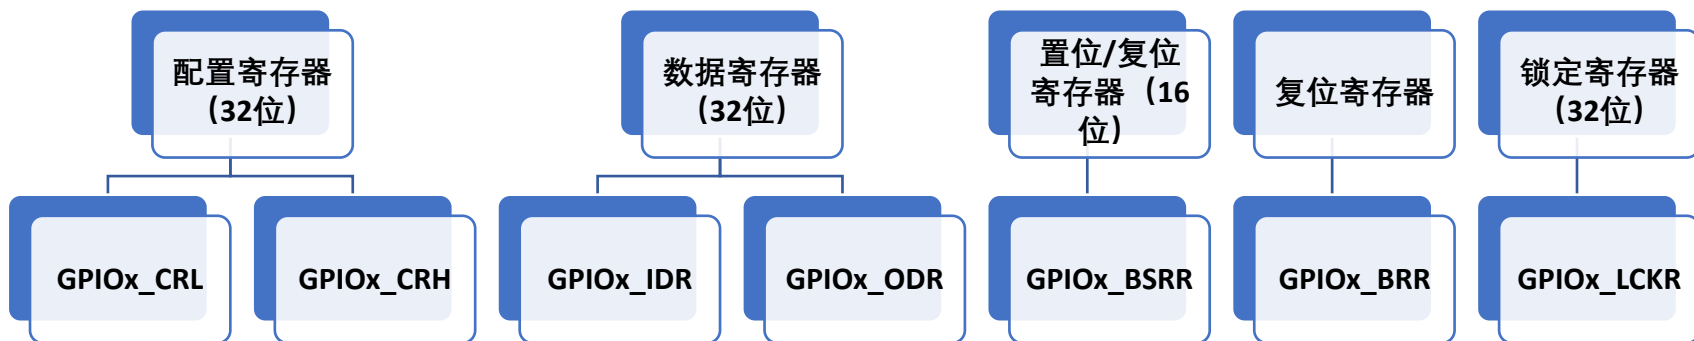 配置寄存器
（32位）
数据寄存器
（32位）
置位/复位
寄存器（16
位）
复位寄存器
锁定寄存器
（32位）
GPIOx_CRL
GPIOx_CRH
GPIOx_IDR
GPIOx_ODR
GPIOx_BSRR
GPIOx_BRR
GPIOx_LCKR